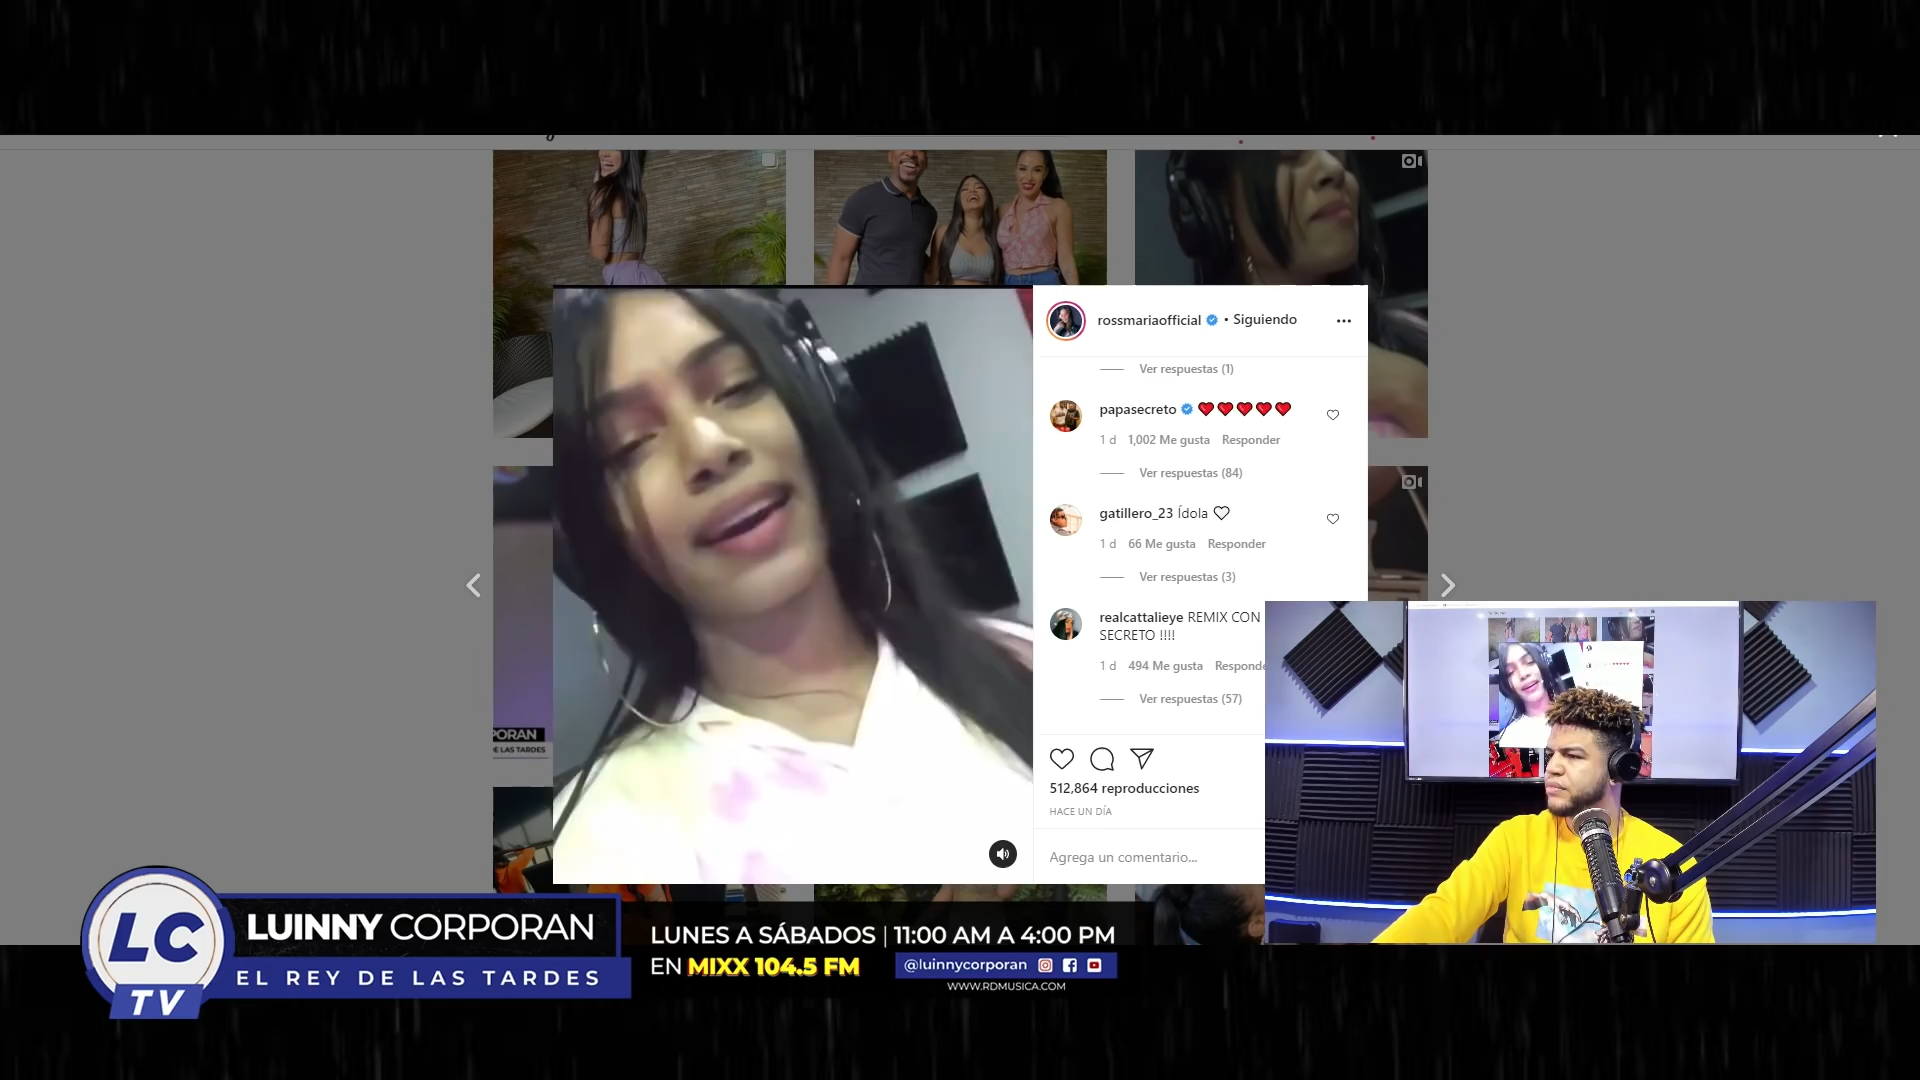 rossmariaofficial • Siguiendo
Ver respuestas (1)
papasecreto
1 d 1,002 Me gusta Responder
Ver respuestas (84)
gatillero_23 Ídola
1 d 66 Me gusta Responder
Ver respuestas (3)
realcattalieye REMIX CON
SECRETO !!!!
1 d 494 Me gusta Responde
Ver respuestas (57)
512,864 reproducciones
HACE UN DÍA
Agrega un comentario...
PORAN
DE LAS TARDES
LC
TV
LUINNY CORPORAN
EL REY DE LAS TARDES
LUNES A SÁBADOS | 11:00 AM A 4:00 PM
EN MIXX 104.5 FM
@luinnycorporan
WWW.RDMUSICA.COM